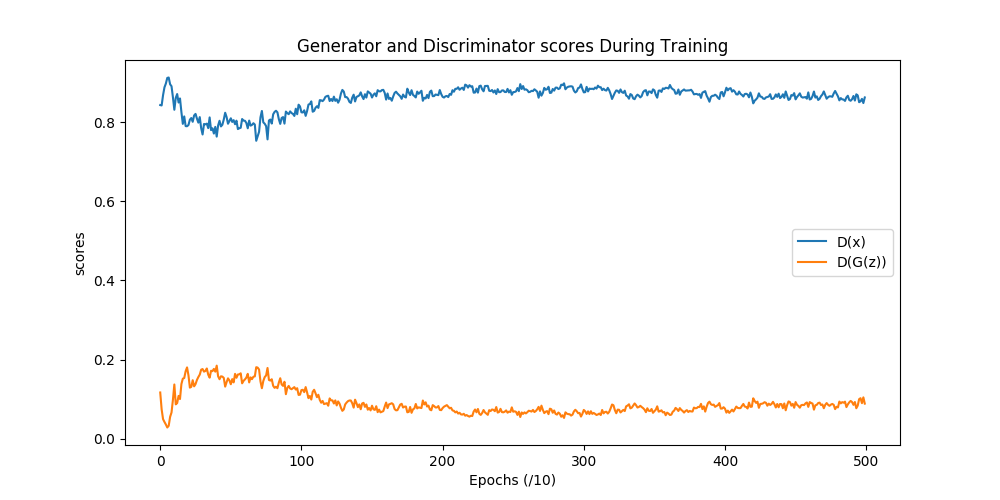 Generator and Discriminator scores During Training
scores
0.8
0.6
0.4
0.2
0.0
D(x)
D(G(z))
0 100 200 300 400 500
Epochs (/10)